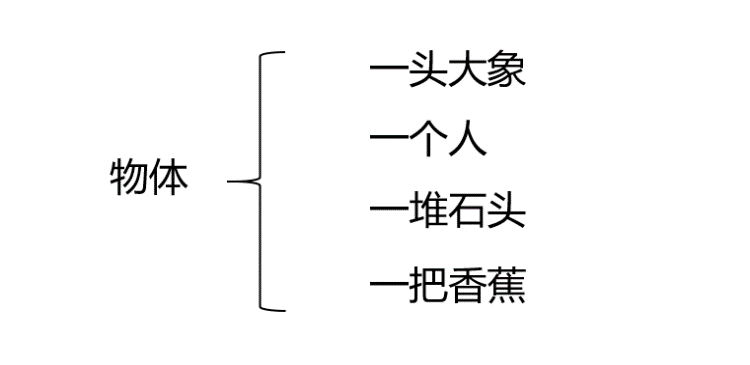 物体
一头大象
一个人
一堆石头
一把香蕉